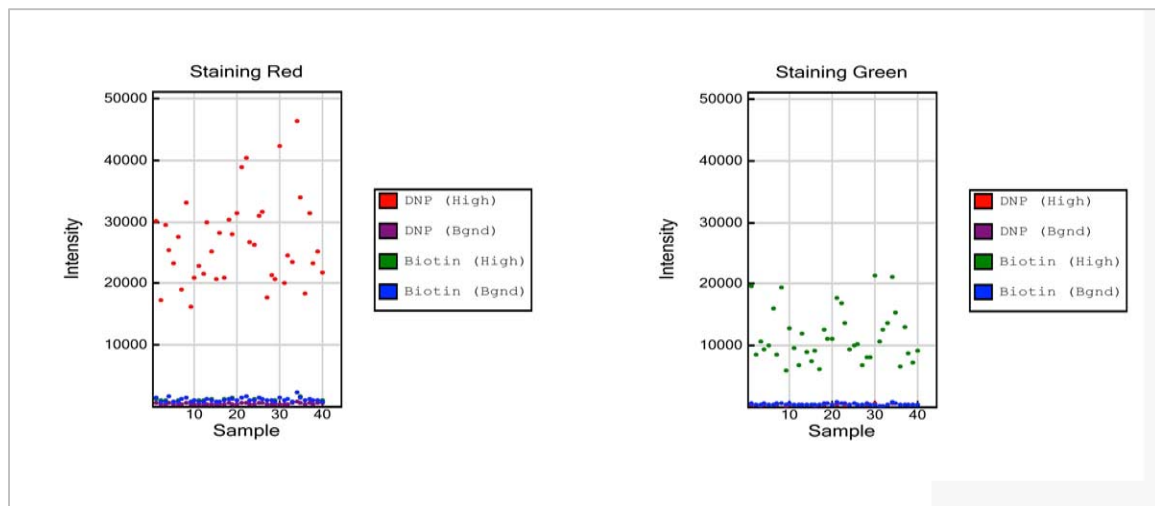 Staining Red
50000
40000
30000
20000
10000
Intensity
10 20 30 40
Sample
DNP (High)
DNP (Bgnd)
Biotin (High)
Biotin (Bgnd)
Staining Green
50000
40000
30000
20000
10000
Intensity
10 20 30 40
Sample
DNP (High)
DNP (Bgnd)
Biotin (High)
Biotin (Bgnd)